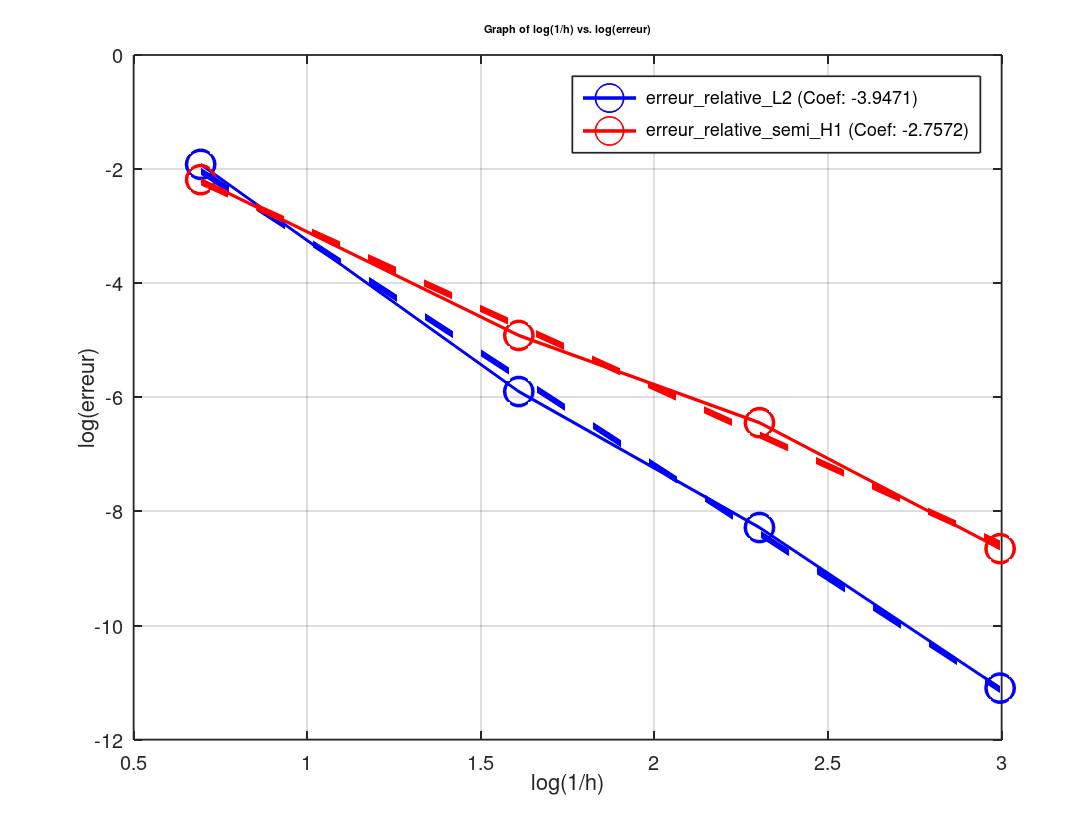 Graph of log(1/h) vs. log(erreur)
erreur_relative_L2 (Coef: -3.9471)
erreur_relative_semi_H1 (Coef: -2.7572)
0
-2
-4
-6
-8
-10
-12
log(erreur)
0.5
1
1.5
2
2.5
3
log(1/h)